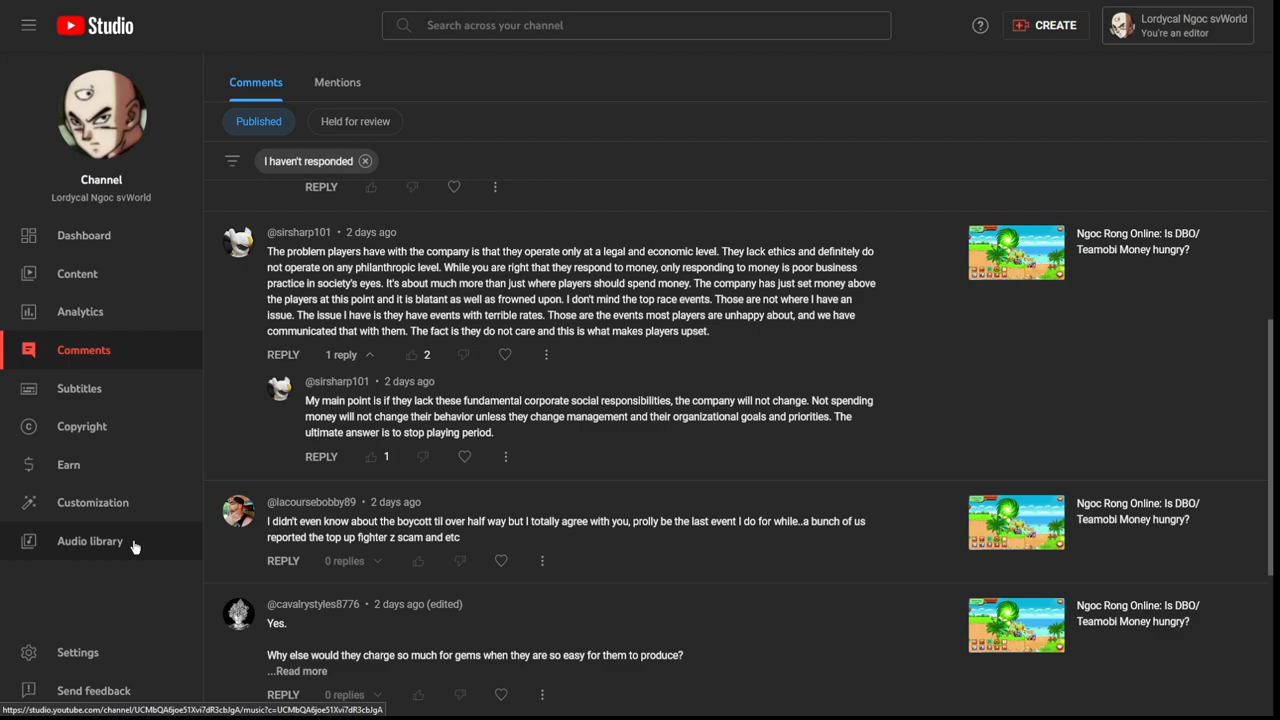 Studio
Search across your channel
CREATE
Lordycal Ngoc svWorld
You're an editor
Channel
Lordycal Ngoc svWorld
Dashboard
Content
Analytics
Comments
Subtitles
Copyright
Earn
Customization
Audio library
Settings
Send feedback
Comments
Mentions
Published
Held for review
I haven't responded
REPLY
@sirsharp101 • 2 days ago
The problem players have with the company is that they operate only at a legal and economic level. They lack ethics and definitely do
not operate on any philanthropic level. While you are right that they respond to money, only responding to money is poor business
practice in society's eyes. It's about much more than just where players should spend money. The company has just set money above
the players at this point and it is blatant as well as frowned upon. I don't mind the top race events. Those are not where I have an
issue. The issue I have is they have events with terrible rates. Those are the events most players are unhappy about, and we have
communicated that with them. The fact is they do not care and this is what makes players upset.
REPLY 1 reply 2
Ngoc Rong Online: Is DBO/
Teamobi Money hungry?
@sirsharp101 • 2 days ago
My main point is if they lack these fundamental corporate social responsibilities, the company will not change. Not spending
money will not change their behavior unless they change management and their organizational goals and priorities. The
ultimate answer is to stop playing period.
REPLY 1
@lacoursebobby89 • 2 days ago
I didn't even know about the boycott til over half way but I totally agree with you, prolly be the last event I do for while..a bunch of us
reported the top up fighter z scam and etc
REPLY 0 replies
Ngoc Rong Online: Is DBO/
Teamobi Money hungry?
@cavalrystyles8776 • 2 days ago (edited)
Yes.
Why else would they charge so much for gems when they are so easy for them to produce?
...Read more
REPLY 0 replies
Ngoc Rong Online: Is DBO/
Teamobi Money hungry?
https://studio.youtube.com/channel/UCMbQA6joe51Xvi7dR3cbJgA/music?c=UCMbQA6joe51Xvi7dR3cbJgA